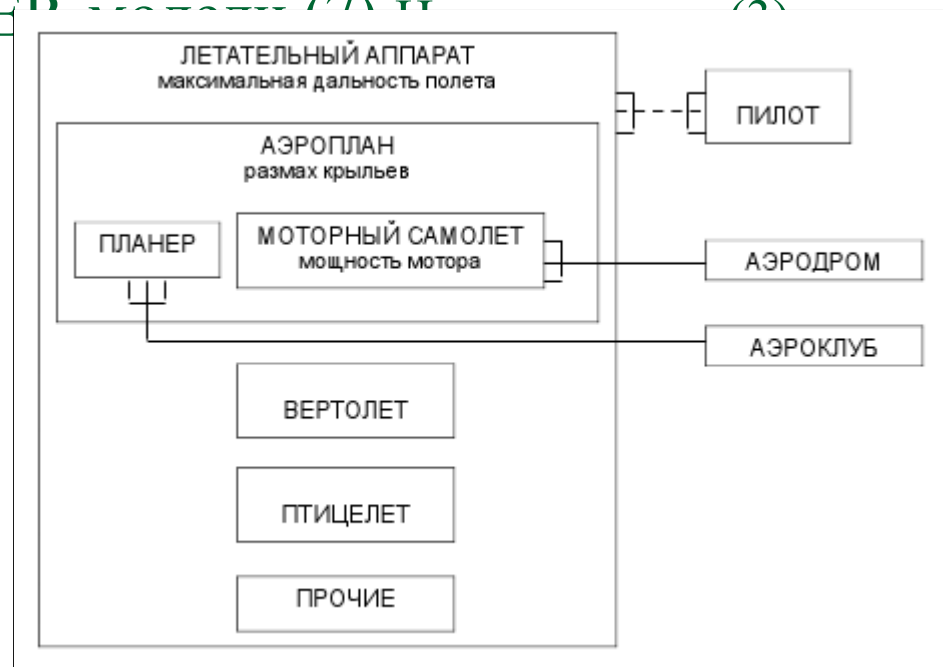 ЛЕТАТЕЛЬНЫЙ АППАРАТ
максимальная дальность полета
ПИЛОТ
АЭРОПЛАН
размах крыльев
ПЛАНЕР
МОТОРНЫЙ САМОЛЕТ
мощность мотора
АЭРОДРОМ
АЭРОКЛУБ
ВЕРТОЛЕТ
ПТИЦЕЛЕТ
ПРОЧИЕ